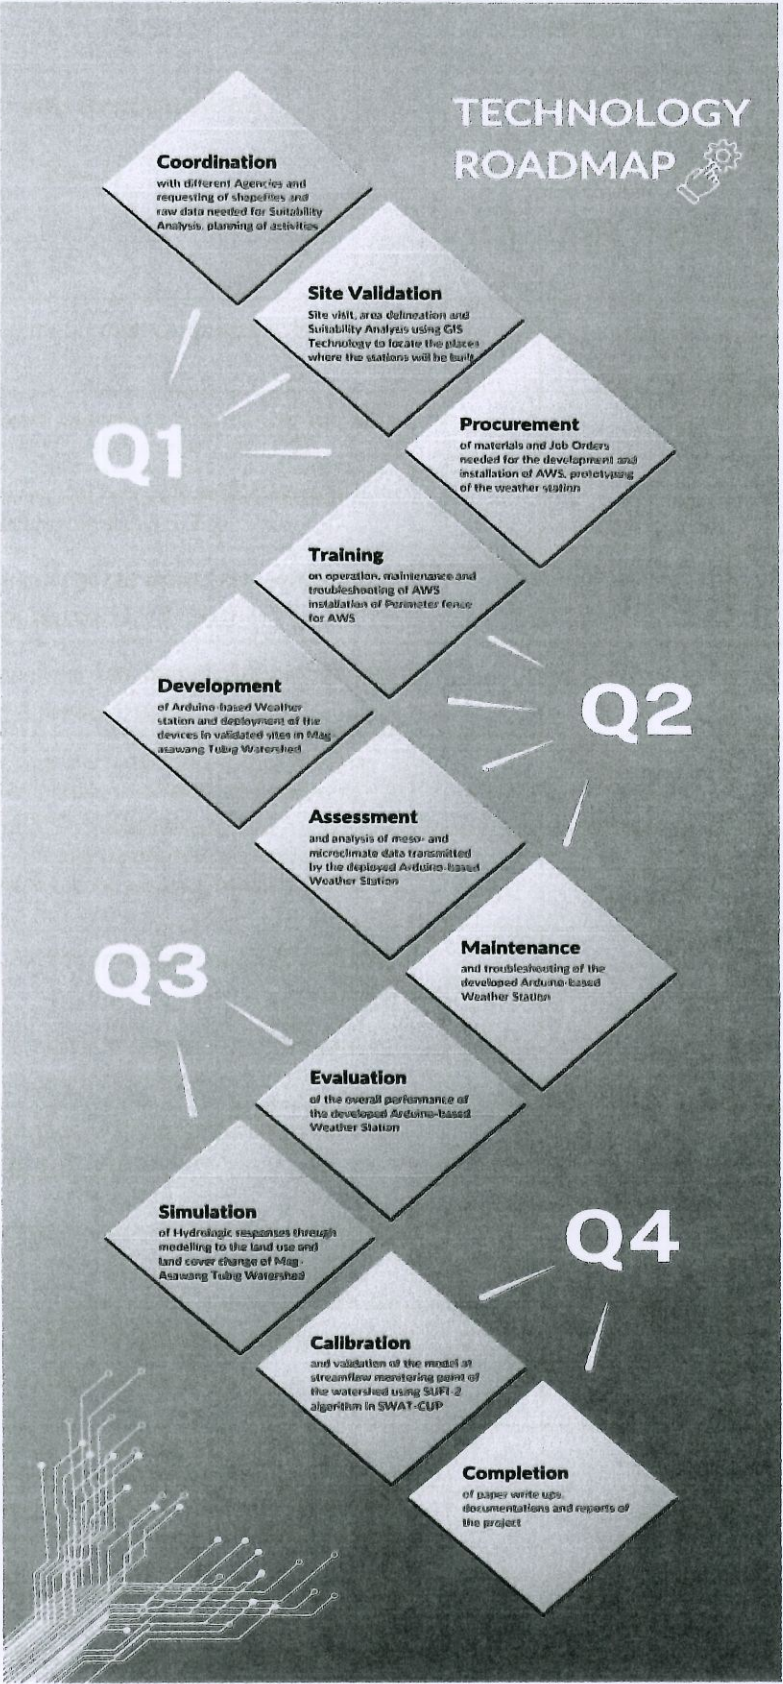 TECHNOLOGY
ROADMAP
Coordination
with different Agencies and
requesting of shapefiles and
raw data needed for Suitability
Analysis, planning of activities
Site Validation
Site visit, area delineation and
Suitability Analysis using GIS
Technology to locate the places
where the stations will be built
Q1
Procurement
of materials and Job Orders
needed for the development and
installation of AWS, prototyping
of the weather station
Training
on operation, maintenance and
troubleshooting of AWS
installation of Perimeter fence
for AWS
Development
of Arduino-based Weather
station and deployment of the
devices in validated sites in Mag-
asawang Tubig Watershed
Q2
Assessment
and analysis of meso- and
microclimate data transmitted
by the deployed Arduino-based
Weather Station
Maintenance
and troubleshooting of the
developed Arduino-based
Weather Station
Q3
Evaluation
of the overall performance of
the developed Arduino-based
Weather Station
Simulation
of Hydrologic responses through
modelling to the land use and
land cover change of Mag-
Asawang Tubig Watershed
Q4
Calibration
and validation of the model at
streamflow monitoring point of
the watershed using SUFI-2
algorithm in SWAT-CUP
Completion
of paper write ups,
documentations and reports of
the project